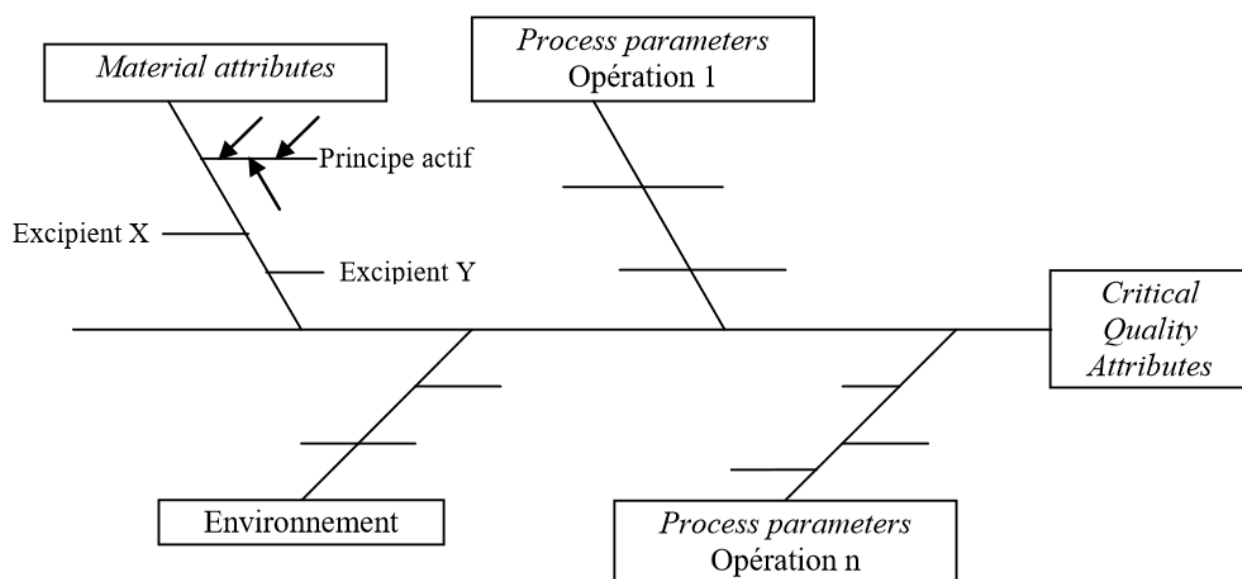 Material attributes
Process parameters
Opération 1
Principe actif
Excipient X
Excipient Y
Critical
Quality
Attributes
Environnement
Process parameters
Opération n